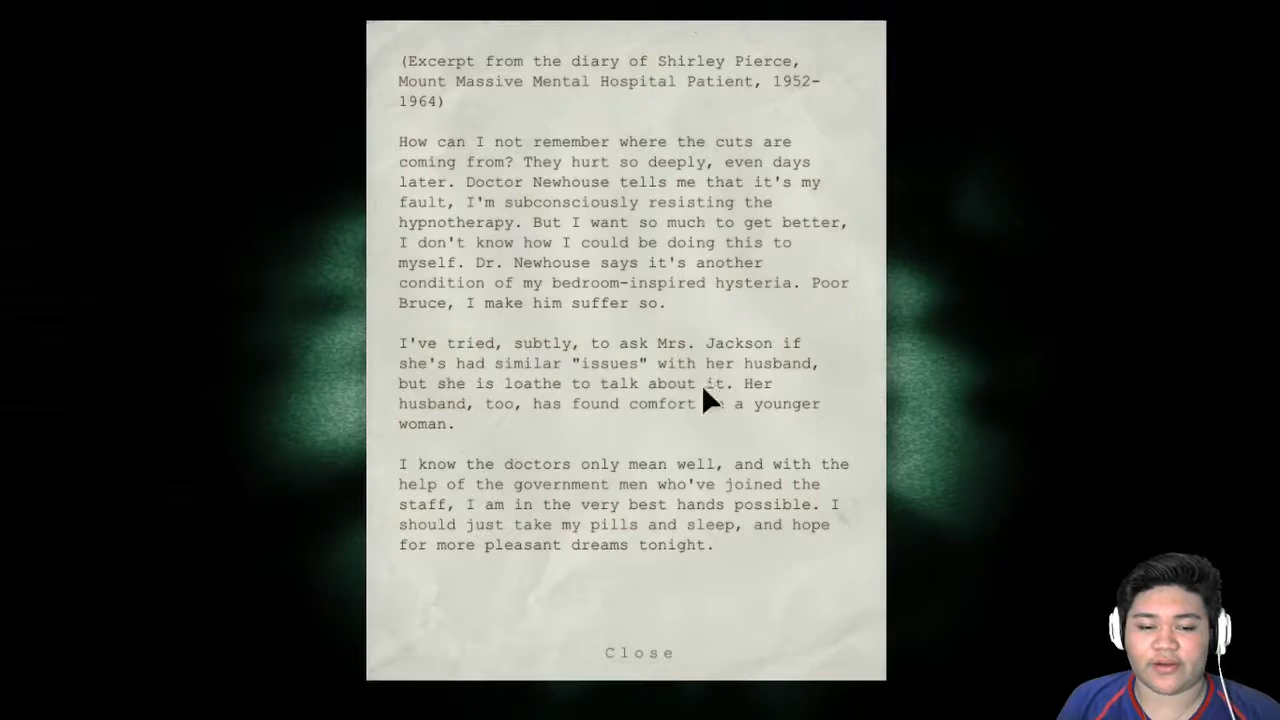 (Excerpt from the diary of Shirley Pierce,
Mount Massive Mental Hospital Patient, 1952-
1964)
How can I not remember where the cuts are
coming from? They hurt so deeply, even days
later. Doctor Newhouse tells me that it's my
fault, I'm subconsciously resisting the
hypnotherapy. But I want so much to get better,
I don't know how I could be doing this to
myself. Dr. Newhouse says it's another
condition of my bedroom-inspired hysteria. Poor
Bruce, I make him suffer so.
I've tried, subtly, to ask Mrs. Jackson if
she's had similar "issues" with her husband,
but she is loathe to talk about it. Her
husband, too, has found comfort a younger
woman.
I know the doctors only mean well, and with the
help of the government men who've joined the
staff, I am in the very best hands possible. I
should just take my pills and sleep, and hope
for more pleasant dreams tonight.
Close